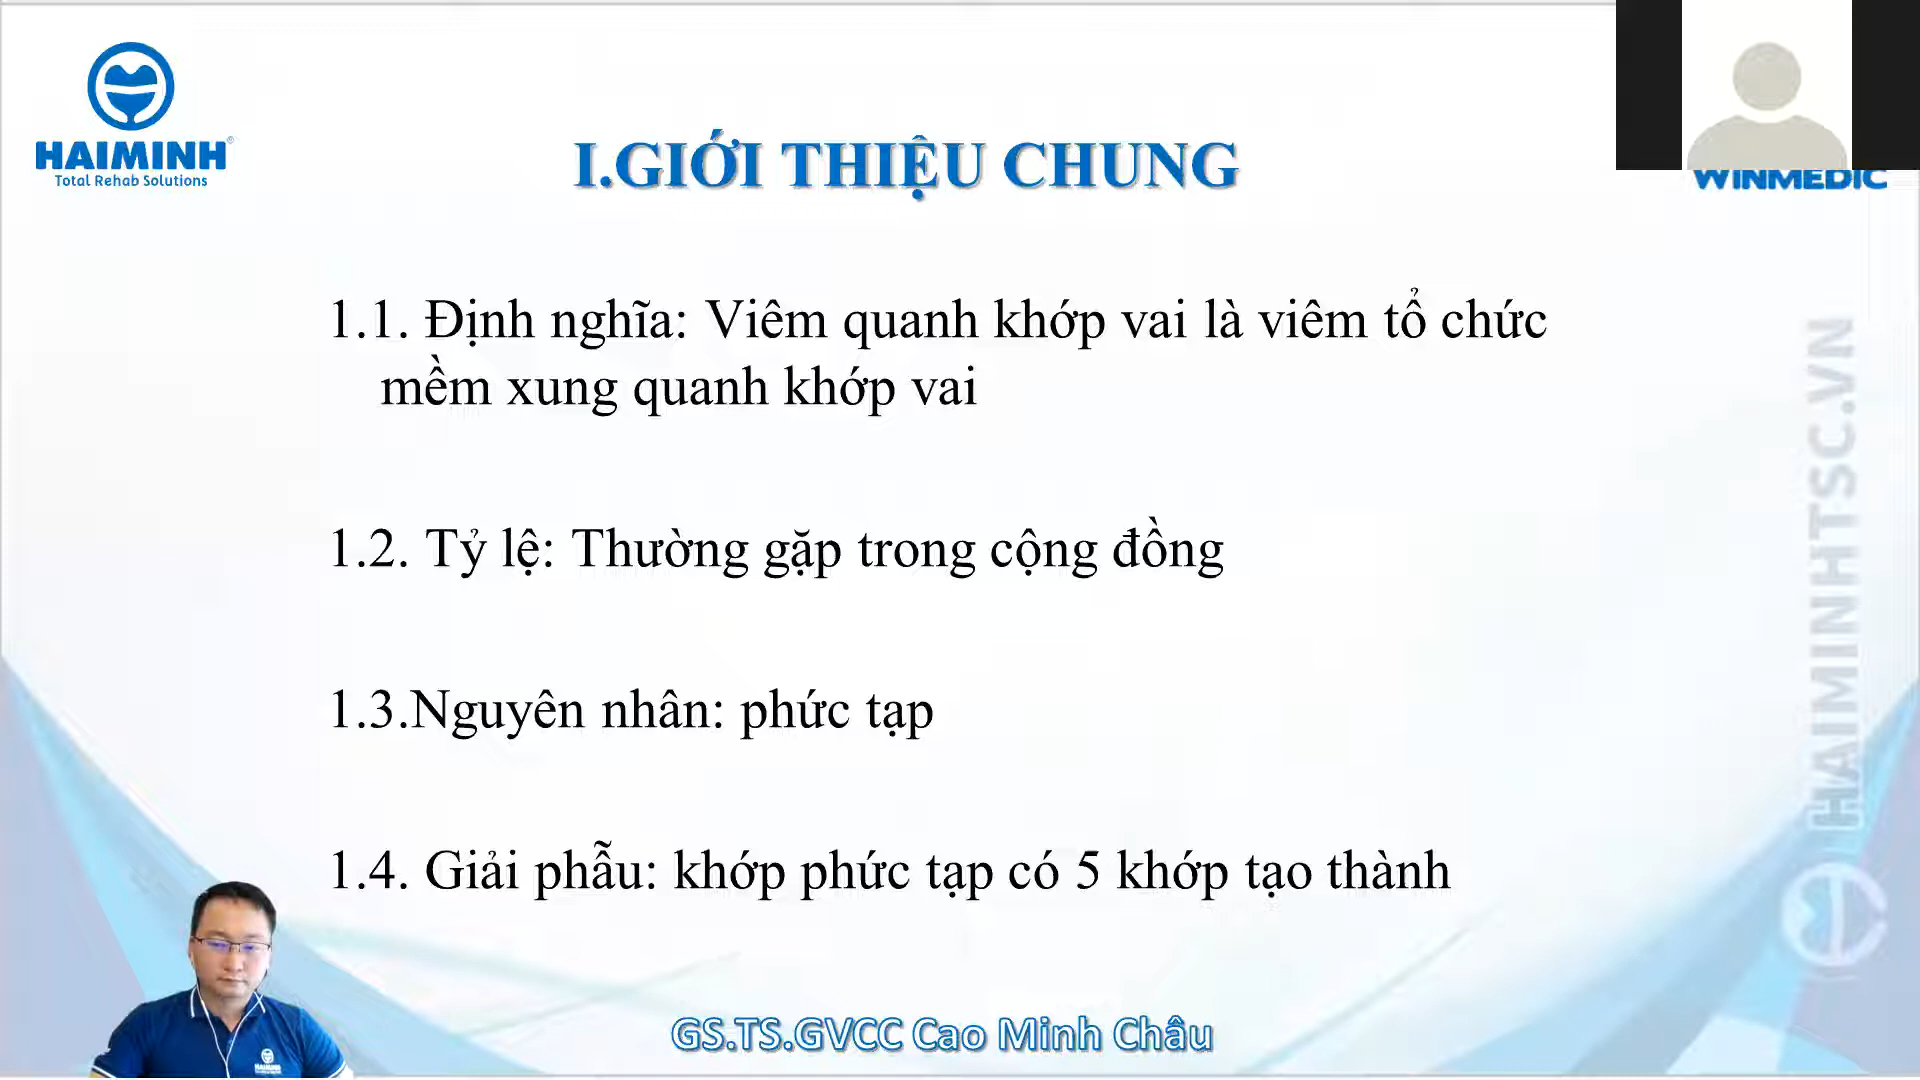 HAIMINH
Total Rehab Solutions
WINMEDIC
I.GIỚI THIỆU CHUNG
1.1. Định nghĩa: Viêm quanh khớp vai là viêm tổ chức
mềm xung quanh khớp vai
1.2. Tỷ lệ: Thường gặp trong cộng đồng
1.3.Nguyên nhân: phức tạp
1.4. Giải phẫu: khớp phức tạp có 5 khớp tạo thành
HAIMINHTSC.VN
HAIMINH
GS.TS.GVCC Cao Minh Châu